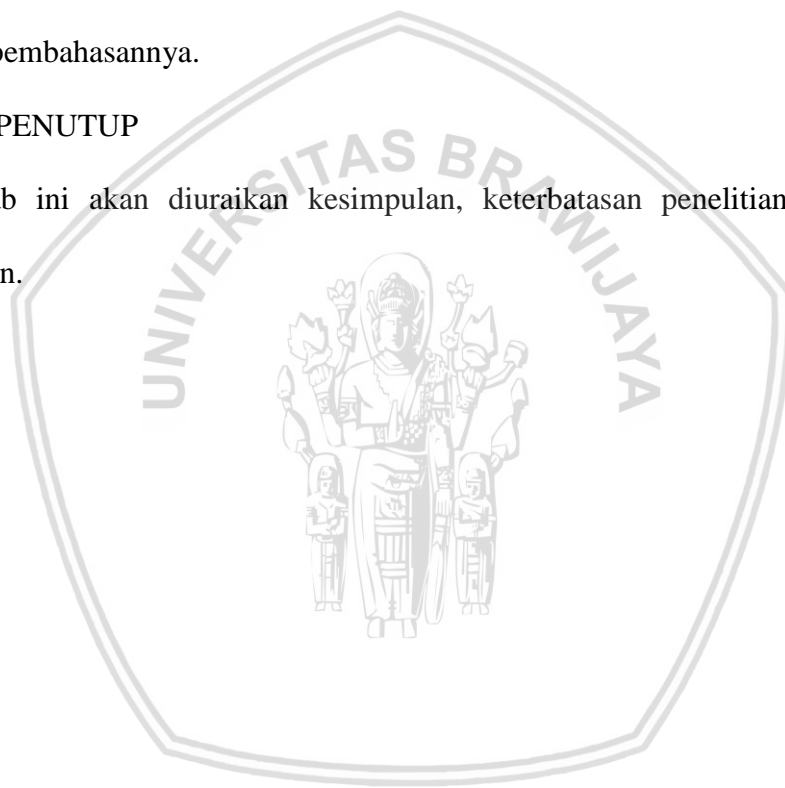 pembahasannya.
PENUTUP
UNIVERSITAS BRAWIJAYA
ini akan diuraikan kesimpulan, keterbatasan penelitian